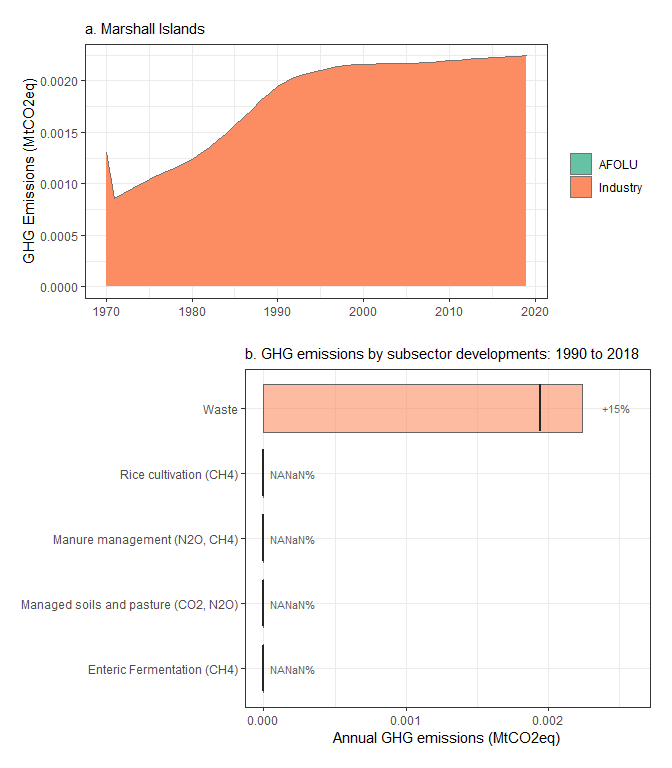 a. Marshall Islands
GHG Emissions (MtCO2eq)
0.0020
0.0015
0.0010
0.0005
0.0000
1970 1980 1990 2000 2010 2020
AFOLU
Industry
b. GHG emissions by subsector developments: 1990 to 2018
Waste +15%
Rice cultivation (CH4) NANaN%
Manure management (N2O, CH4) NANaN%
Managed soils and pasture (CO2, N2O) NANaN%
Enteric Fermentation (CH4) NANaN%
0.000 0.001 0.002
Annual GHG emissions (MtCO2eq)